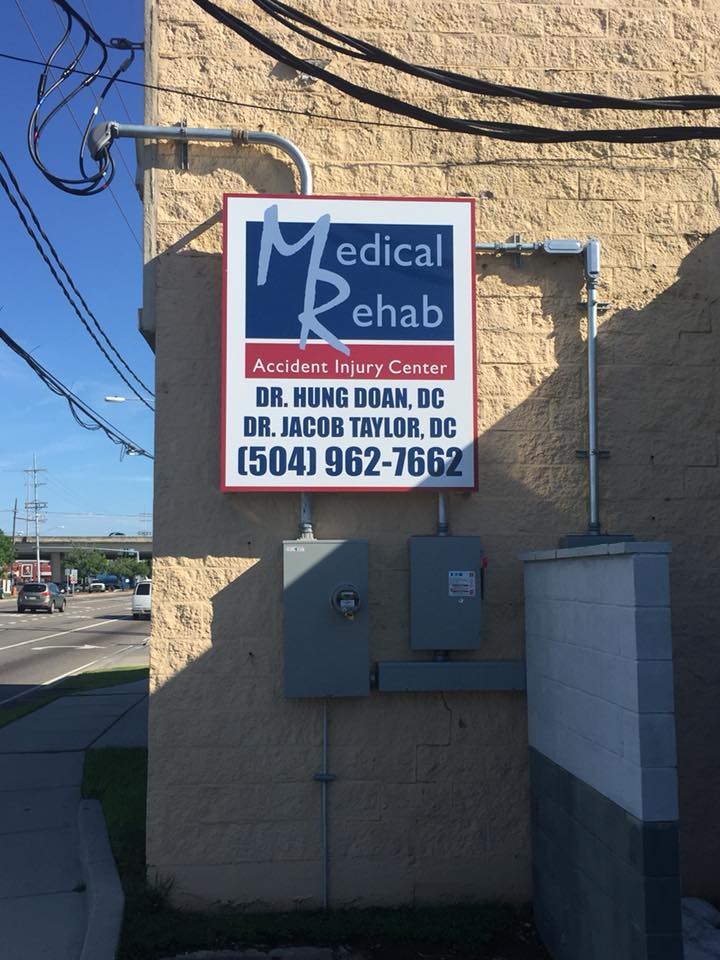 Medical
Rehab
Accident Injury Center
DR. HUNG DOAN, DC
DR. JACOB TAYLOR, DC
(504) 962-7662